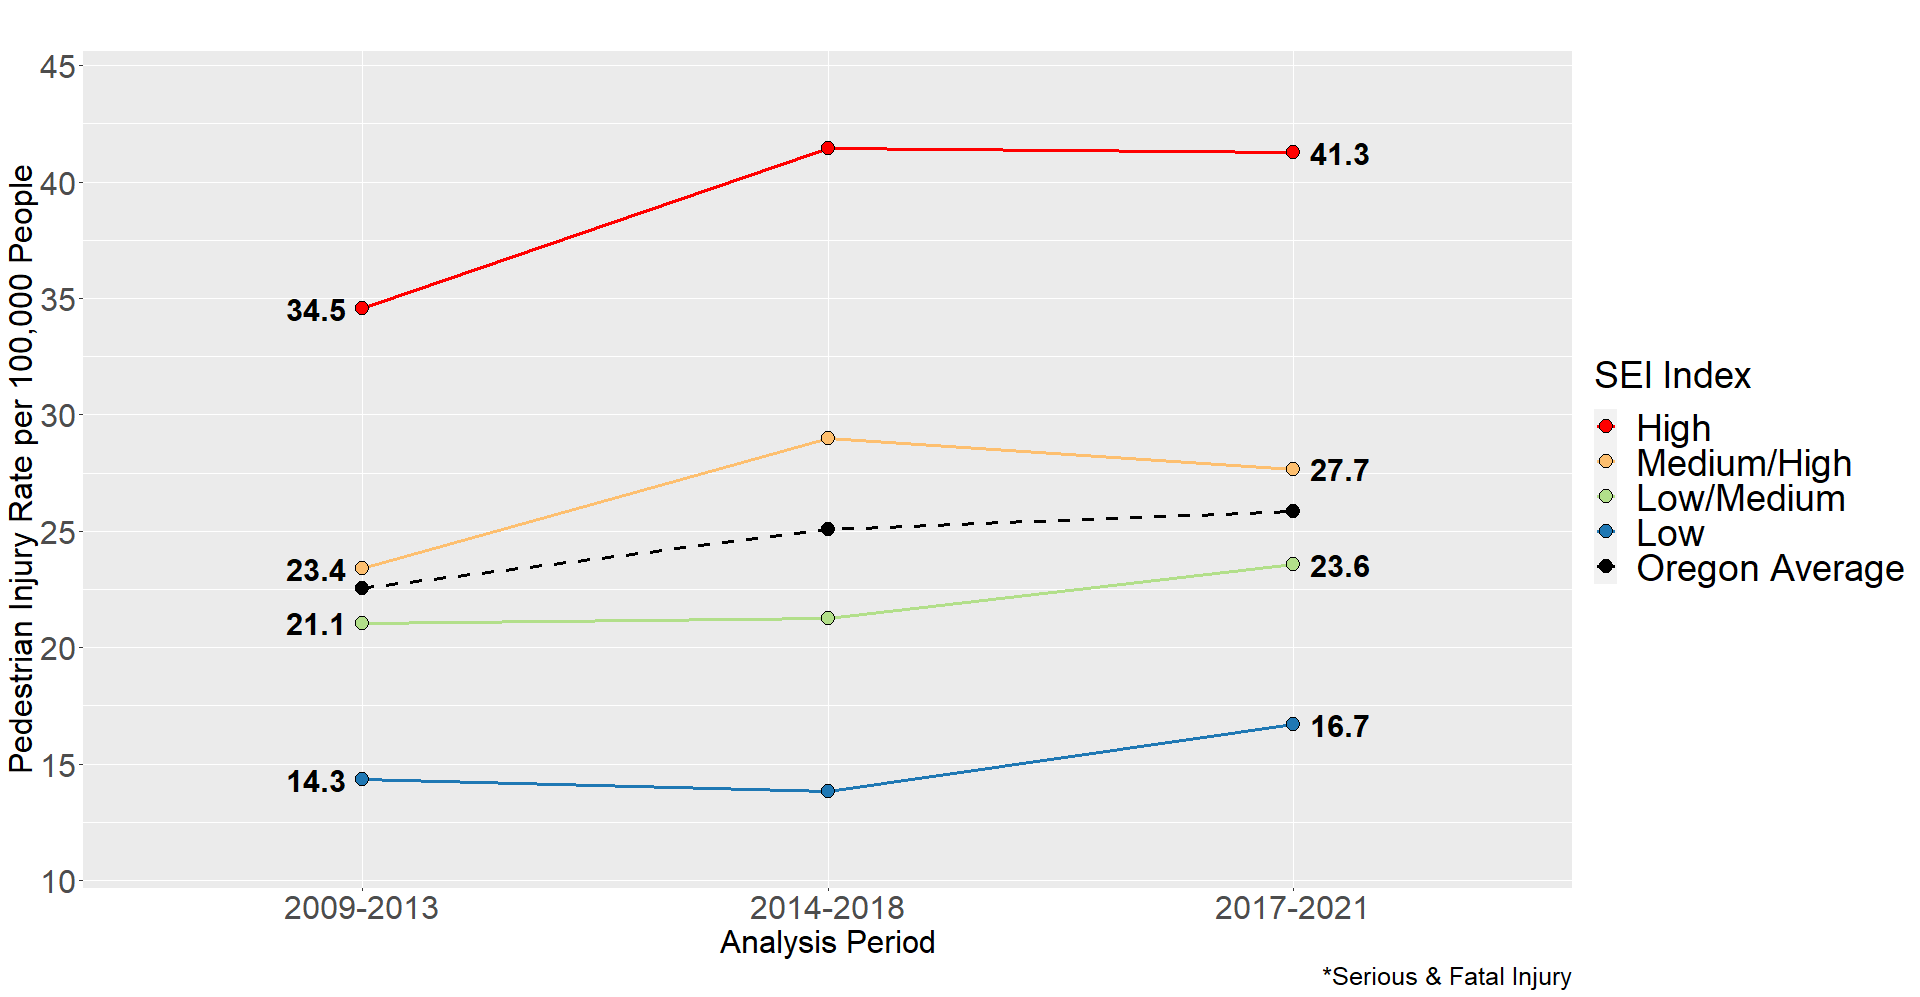 Pedestrian Injury Rate per 100,000 People
45
40
35
30
25
20
15
10
34.5
23.4
21.1
14.3
41.3
27.7
23.6
16.7
2009-2013
2014-2018
2017-2021
Analysis Period
*Serious & Fatal Injury
SEI Index
High
Medium/High
Low/Medium
Low
Oregon Average